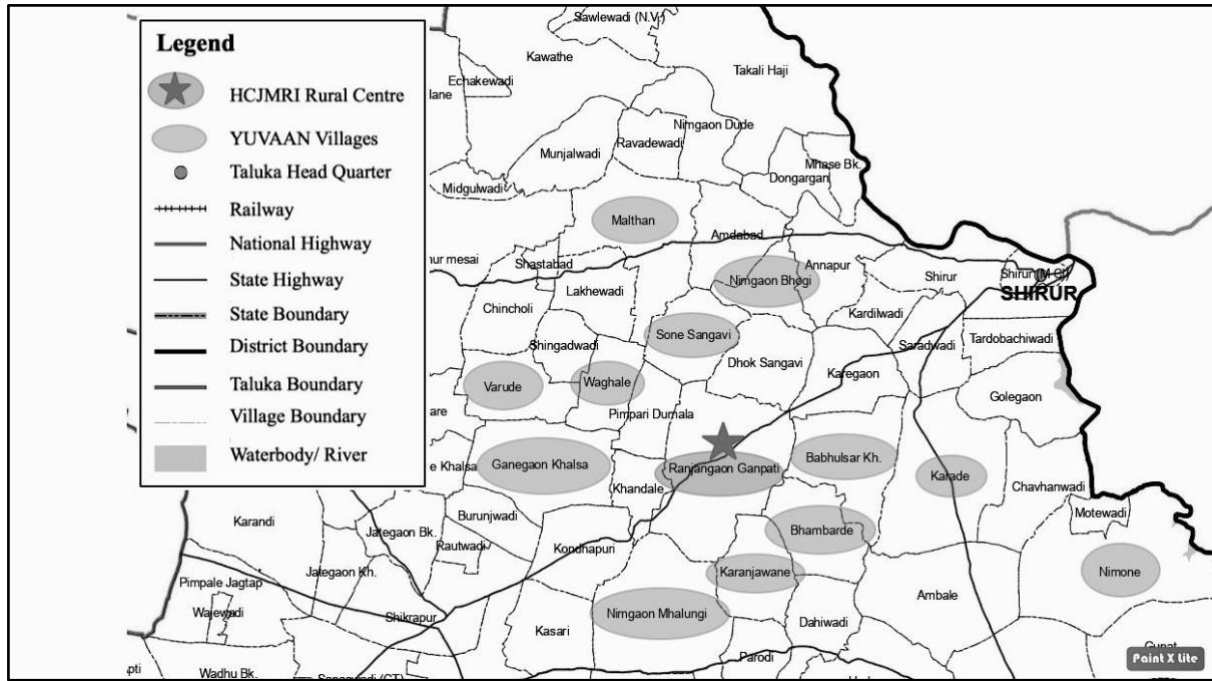 Legend
HCJMRI Rural Centre
YUVAAN Villages
Taluka Head Quarter
Railway
National Highway
State Highway
State Boundary
District Boundary
Taluka Boundary
Village Boundary
Waterbody/ River
Sawlewadi (N.V.)
Kawathe
Takali Haji
Echakewadi
lane
Nimgaon Dude
Ravadewadi
Munjalwadi
Mhase Bk.
Dongargan
Midgulwadi
Malthan
Amdabad
mesai
Shastabad
Annapur
Shirur
SHIRUR
Nimgaon Bhogi
Lakhewadi
Chincholi
Kardilwadi
Sone Sangavi
Saradwadi
Tardobachiwadi
Shingadwadi
Dhok Sangavi
Karegaon
Varude
Waghale
Golegaon
are
Pimpari Dumala
Ganegaon Khalsa
e Khalsa
Ranjangaon Ganpati
Babhulsar Kh.
Karade
Khandale
Chavhanwadi
Motewadi
Burunjwadi
Karandi
Jategaon Bk.
Rautwadi
Kondhapuri
Bhambarde
Karanjawane
Nimone
Jategaon Kh.
Pimpale Jagtap
Wajewadi
Shikrapur
Nimgaon Mhalungi
Ambale
Dahiwadi
Kasari
Parodi
Wadhu Bk.
Paint X Lite